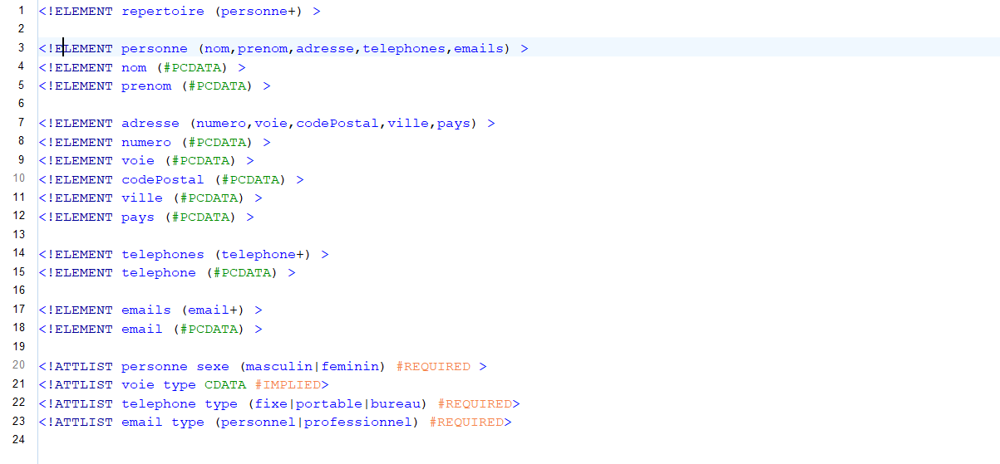 1 <!ELEMENT repertoire (personne+) >
2
3 <!ELEMENT personne (nom,prenom,adresse,telephones,emails) >
4 <!ELEMENT nom (#PCDATA) >
5 <!ELEMENT prenom (#PCDATA) >
6
7 <!ELEMENT adresse (numero,voie,codePostal,ville,pays) >
8 <!ELEMENT numero (#PCDATA) >
9 <!ELEMENT voie (#PCDATA) >
10 <!ELEMENT codePostal (#PCDATA) >
11 <!ELEMENT ville (#PCDATA) >
12 <!ELEMENT pays (#PCDATA) >
13
14 <!ELEMENT telephones (telephone+) >
15 <!ELEMENT telephone (#PCDATA) >
16
17 <!ELEMENT emails (email+) >
18 <!ELEMENT email (#PCDATA) >
19
20 <!ATTLIST personne sexe (masculin|feminin) #REQUIRED >
21 <!ATTLIST voie type CDATA #IMPLIED>
22 <!ATTLIST telephone type (fixe|portable|bureau) #REQUIRED>
23 <!ATTLIST email type (personnel|professionnel) #REQUIRED>
24